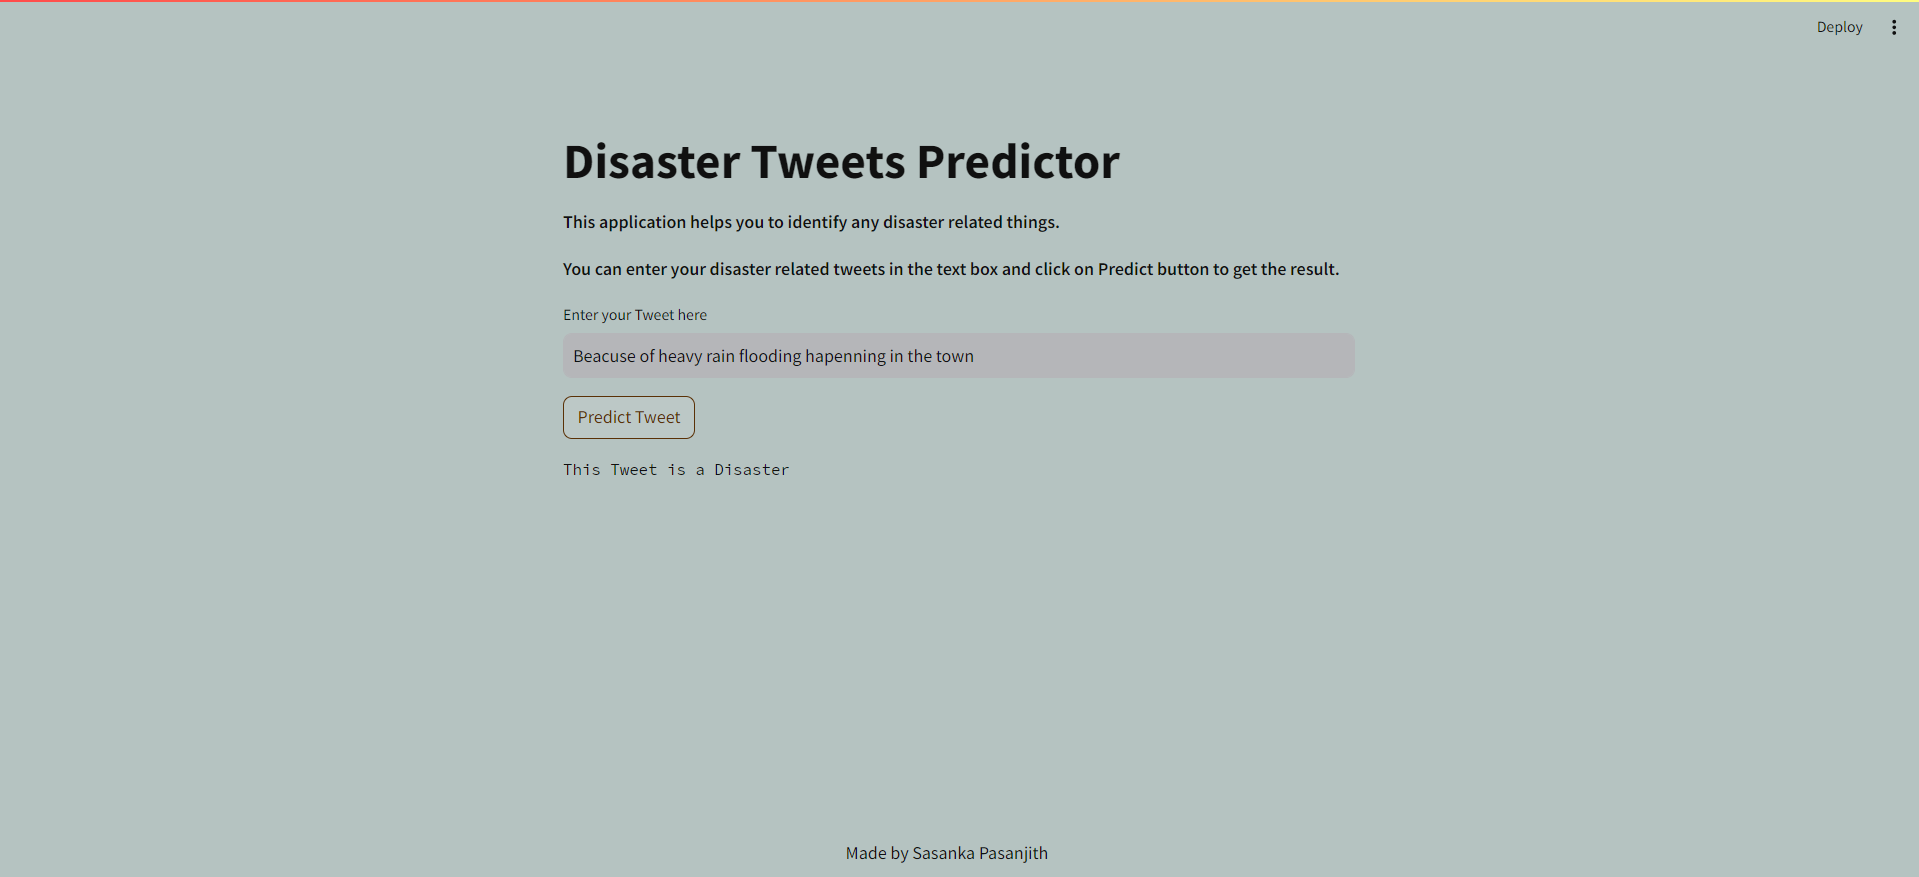 Deploy
Disaster Tweets Predictor
This application helps you to identify any disaster related things.
You can enter your disaster related tweets in the text box and click on Predict button to get the result.
Enter your Tweet here
Beacuse of heavy rain flooding hapenning in the town
Predict Tweet
This Tweet is a Disaster
Made by Sasanka Pasanjith